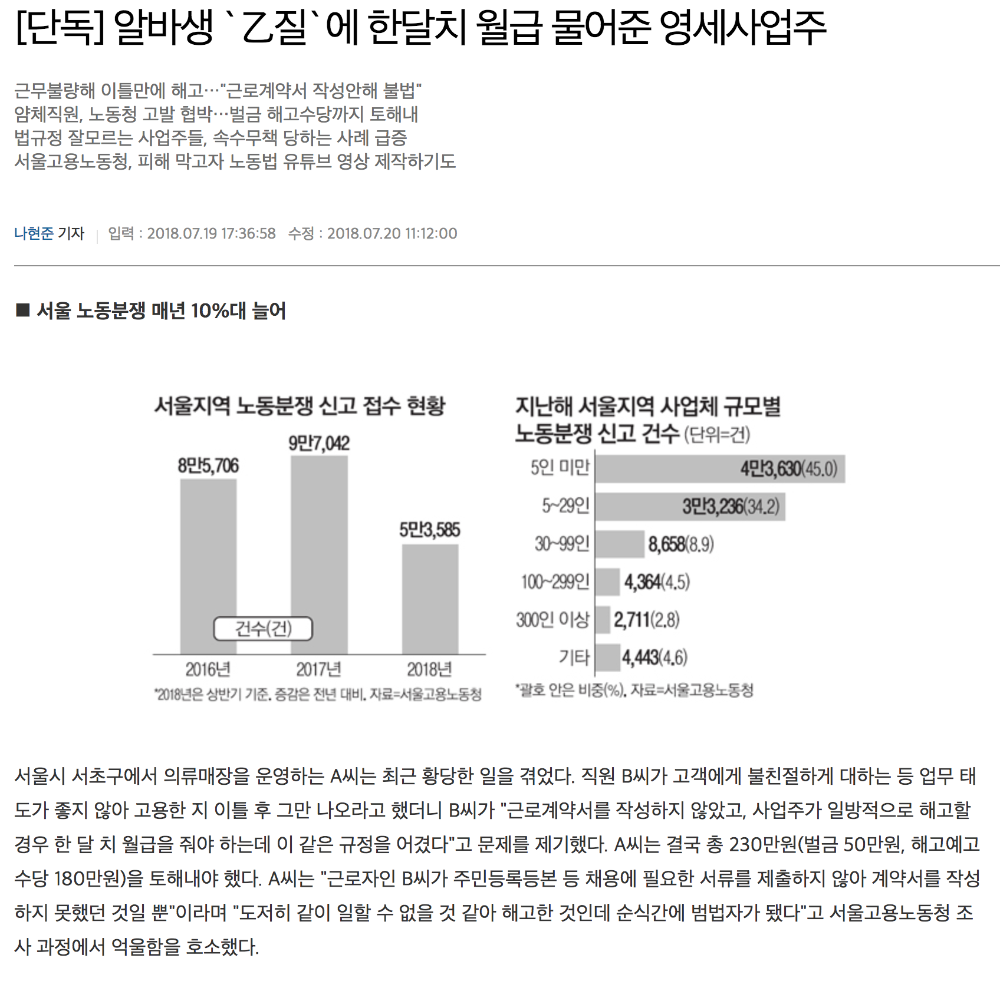 [단독] 알바생 `乙질`에 한달치 월급 물어준 영세사업주
근무불량해 이틀만에 해고…"근로계약서 작성안해 불법"
얌체직원, 노동청 고발 협박…벌금 해고수당까지 토해내
법규정 잘모르는 사업주들, 속수무책 당하는 사례 급증
서울고용노동청, 피해 막고자 노동법 유튜브 영상 제작하기도
나현준 기자 입력 : 2018.07.19 17:36:58 수정 : 2018.07.20 11:12:00
■ 서울 노동분쟁 매년 10%대 늘어
서울지역 노동분쟁 신고 접수 현황
8만5,706
9만7,042
5만3,585
건수(건)
2016년 2017년 2018년
*2018년은 상반기 기준. 증감은 전년 대비. 자료=서울고용노동청
지난해 서울지역 사업체 규모별
노동분쟁 신고 건수 (단위=건)
5인 미만 4만3,630(45.0)
5~29인 3만3,236(34.2)
30~99인 8,658(8.9)
100~299인 4,364(4.5)
300인 이상 2,711(2.8)
기타 4,443(4.6)
*괄호 안은 비중(%). 자료=서울고용노동청
서울시 서초구에서 의류매장을 운영하는 A씨는 최근 황당한 일을 겪었다. 직원 B씨가 고객에게 불친절하게 대하는 등 업무 태
도가 좋지 않아 고용한 지 이틀 후 그만 나오라고 했더니 B씨가 "근로계약서를 작성하지 않았고, 사업주가 일방적으로 해고할
경우 한 달 치 월급을 줘야 하는데 이 같은 규정을 어겼다"고 문제를 제기했다. A씨는 결국 총 230만원(벌금 50만원, 해고예고
수당 180만원)을 토해내야 했다. A씨는 "근로자인 B씨가 주민등록등본 등 채용에 필요한 서류를 제출하지 않아 계약서를 작성
하지 못했던 것일 뿐"이라며 "도저히 같이 일할 수 없을 것 같아 해고한 것인데 순식간에 범법자가 됐다"고 서울고용노동청 조
사 과정에서 억울함을 호소했다.